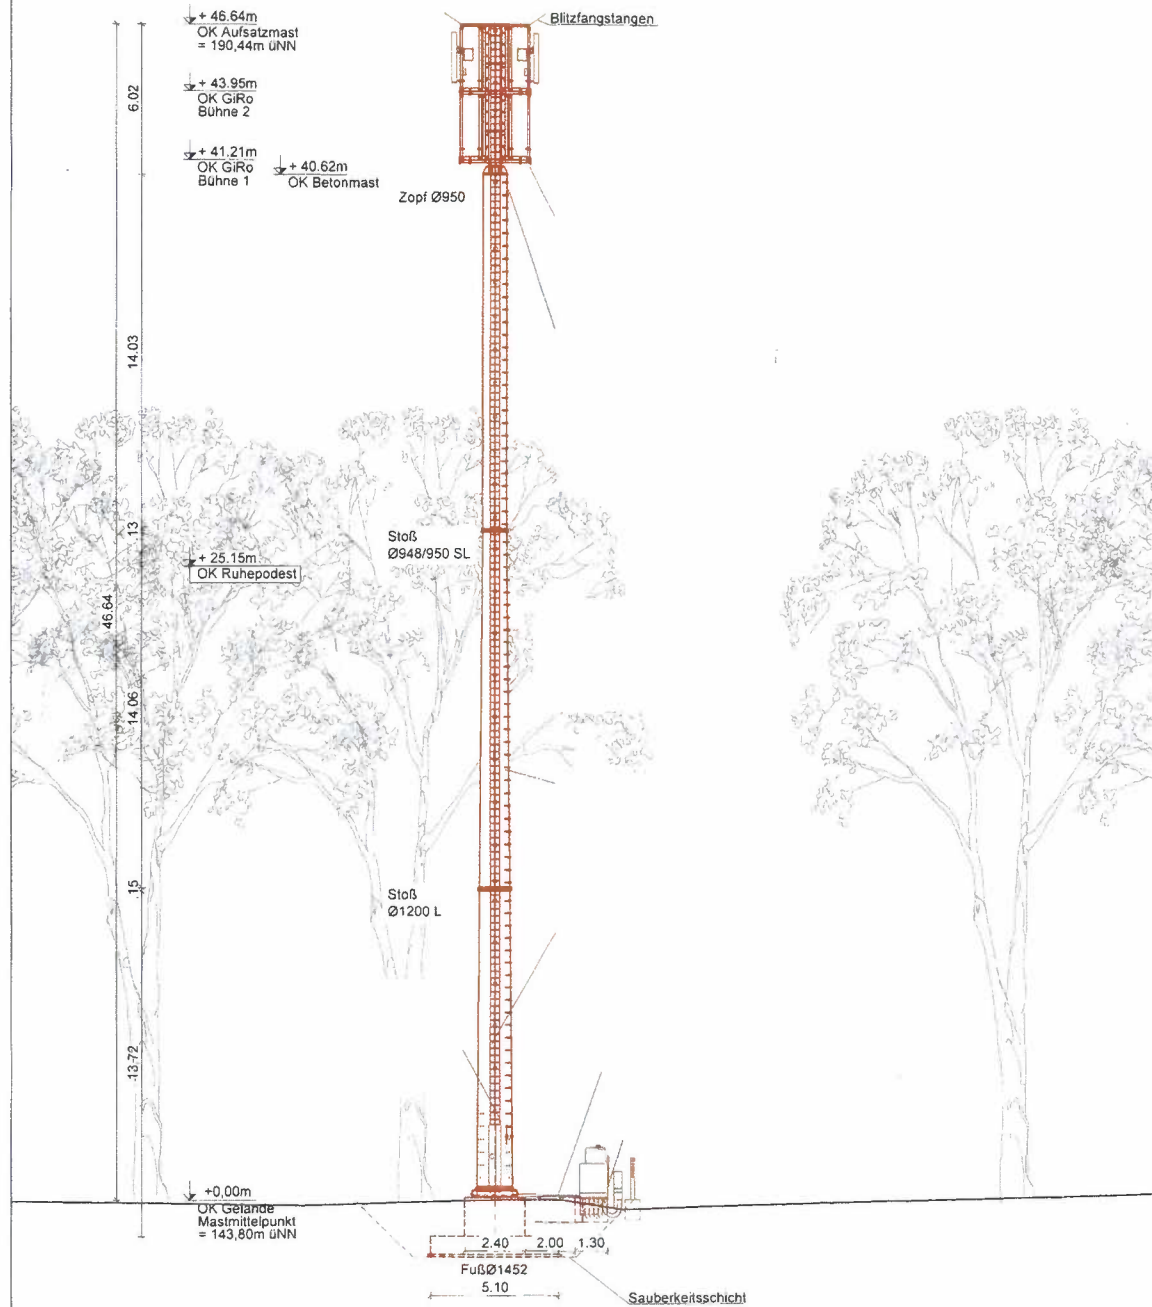 + 46.64m
OK Aufsatzmast
= 190,44m üNN
Blitzfangstangen
6.02
+ 43.95m
OK GiRo
Bühne 2
+ 41.21m
OK GiRo
Bühne 1
+ 40.62m
OK Betonmast
Zopf Ø950
14.03
13
Stoß
Ø948/950 SL
+ 25.15m
OK Ruhepodest
46.64
14.06
.15
Stoß
Ø1200 L
13.72
+0,00m
OK Gelände
Mastmittelpunkt
= 143,80m üNN
2.40
2.00
1.30
FußØ1452
5.10
Sauberkeitsschicht